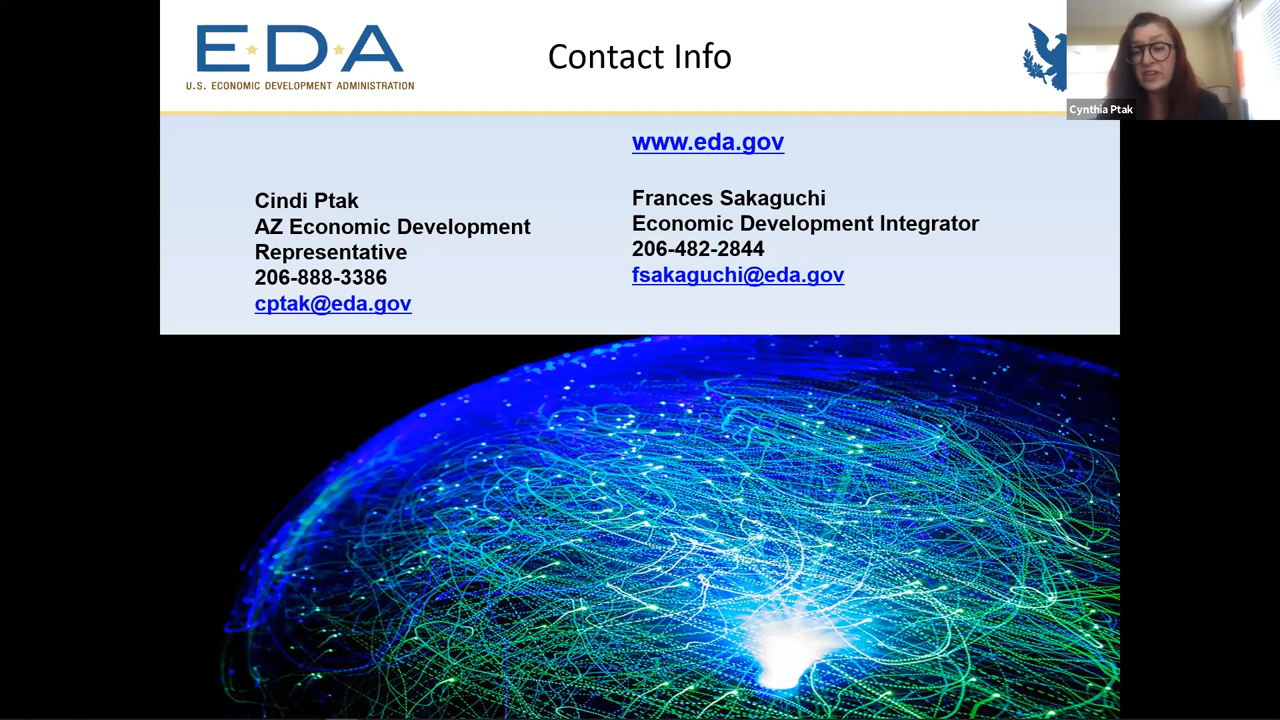 EDA
U.S. ECONOMIC DEVELOPMENT ADMINISTRATION
Contact Info
Cynthia Ptak
www.eda.gov
Cindi Ptak
AZ Economic Development
Representative
206-888-3386
cptak@eda.gov
Frances Sakaguchi
Economic Development Integrator
206-482-2844
fsakaguchi@eda.gov